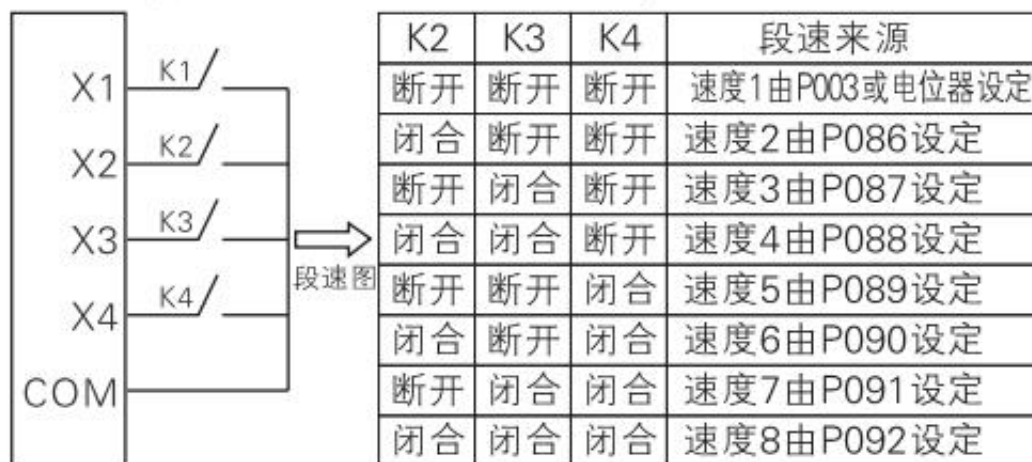 X1
K1
X2
K2
X3
K3
X4
K4
COM
段速图
K2 K3 K4 段速来源
断开 断开 断开 速度1由P003或电位器设定
闭合 断开 断开 速度2由P086设定
断开 闭合 断开 速度3由P087设定
闭合 闭合 断开 速度4由P088设定
断开 断开 闭合 速度5由P089设定
闭合 断开 闭合 速度6由P090设定
断开 闭合 闭合 速度7由P091设定
闭合 闭合 闭合 速度8由P092设定